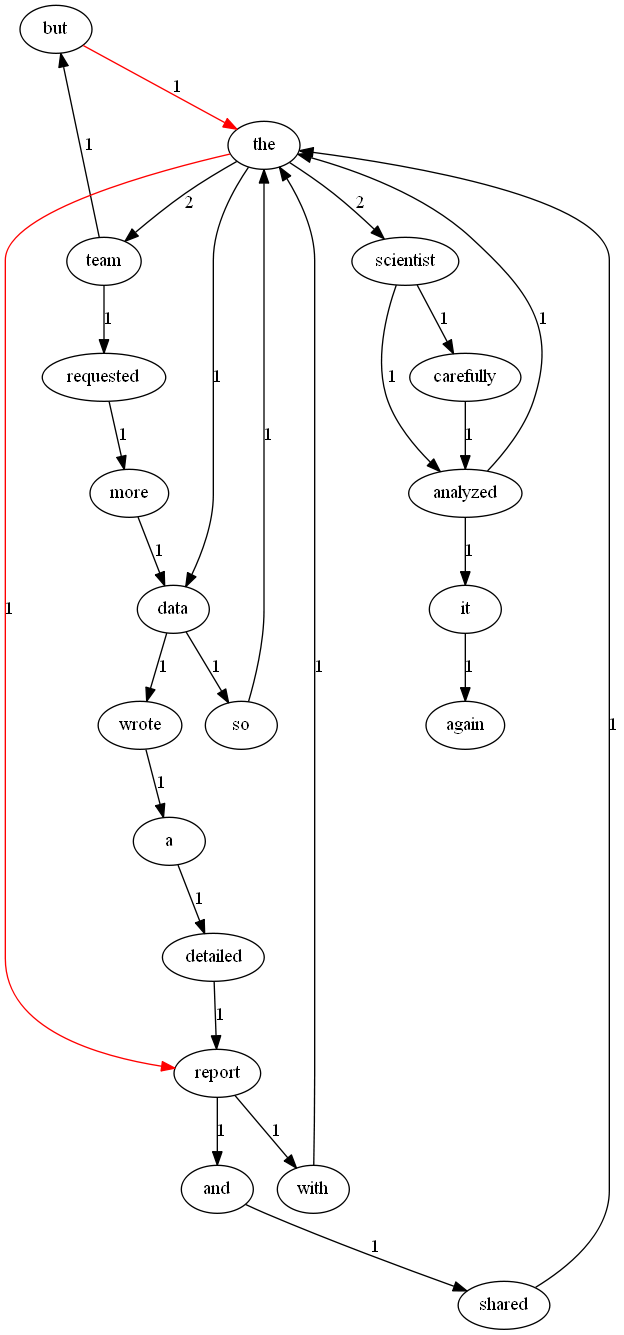 but
1
the
1
2
2
team
scientist
1
1
requested
1
1
carefully
1
1
1
1
more
analyzed
1
1
data
it
1
1
1
1
1
wrote
so
again
1
1
a
1
detailed
1
report
1
1
and
with
1
shared